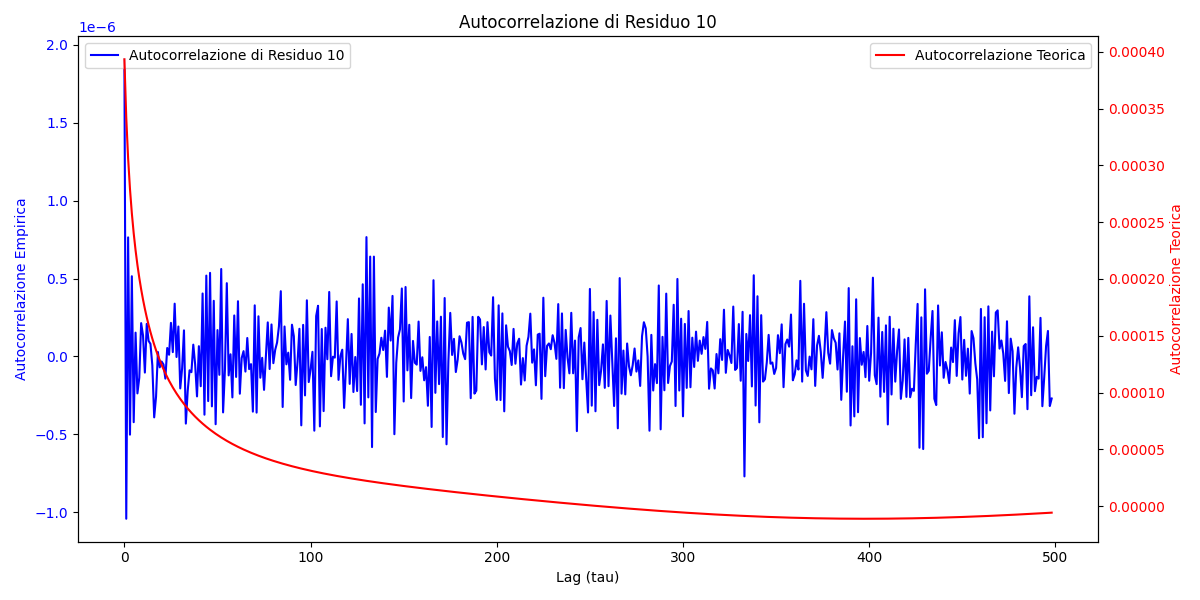 Autocorrelazione di Residuo 10
1e−6
Autocorrelazione di Residuo 10
Autocorrelazione Teorica
2.0
1.5
1.0
0.5
0.0
−0.5
−1.0
Autocorrelazione Empirica
0.00040
0.00035
0.00030
0.00025
0.00020
0.00015
0.00010
0.00005
0.00000
Autocorrelazione Teorica
0 100 200 300 400 500
Lag (tau)